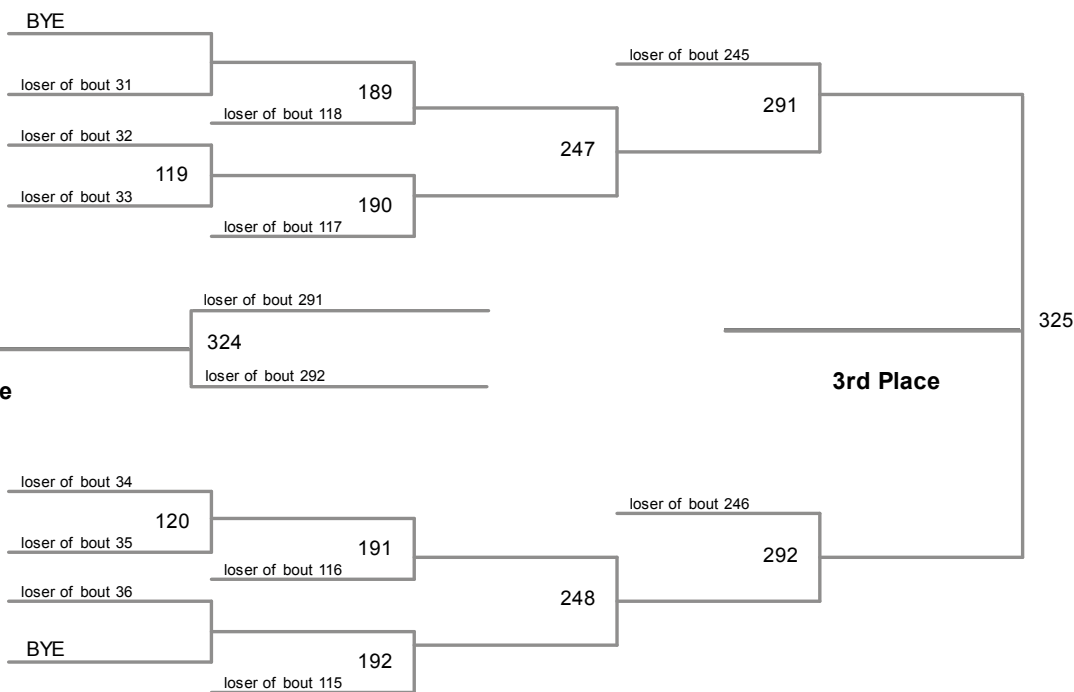 BYE
loser of bout 245
loser of bout 31
189
291
loser of bout 118
loser of bout 32
247
119
loser of bout 33
190
loser of bout 117
loser of bout 291
325
324
loser of bout 292
3rd Place
e
loser of bout 34
loser of bout 246
120
loser of bout 35
191
292
loser of bout 116
loser of bout 36
248
BYE
192
loser of bout 115